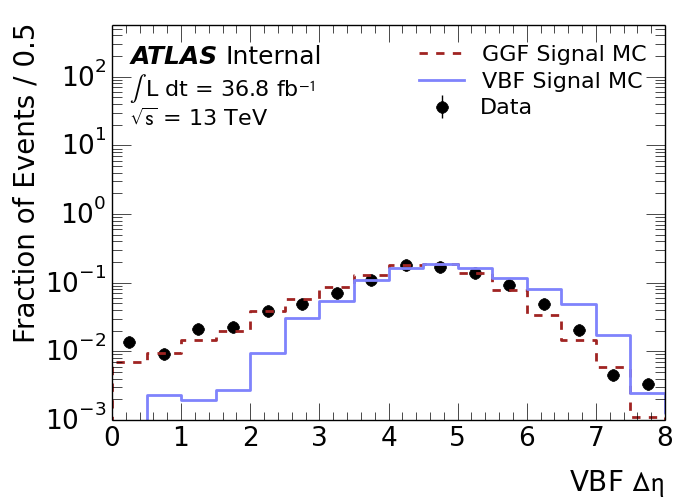 ATLAS Internal
∫L dt = 36.8 fb⁻¹
√s = 13 TeV
GGF Signal MC
VBF Signal MC
Data
Fraction of Events / 0.5
10²
10¹
10⁰
10⁻¹
10⁻²
10⁻³
0 1 2 3 4 5 6 7 8
VBF Δη